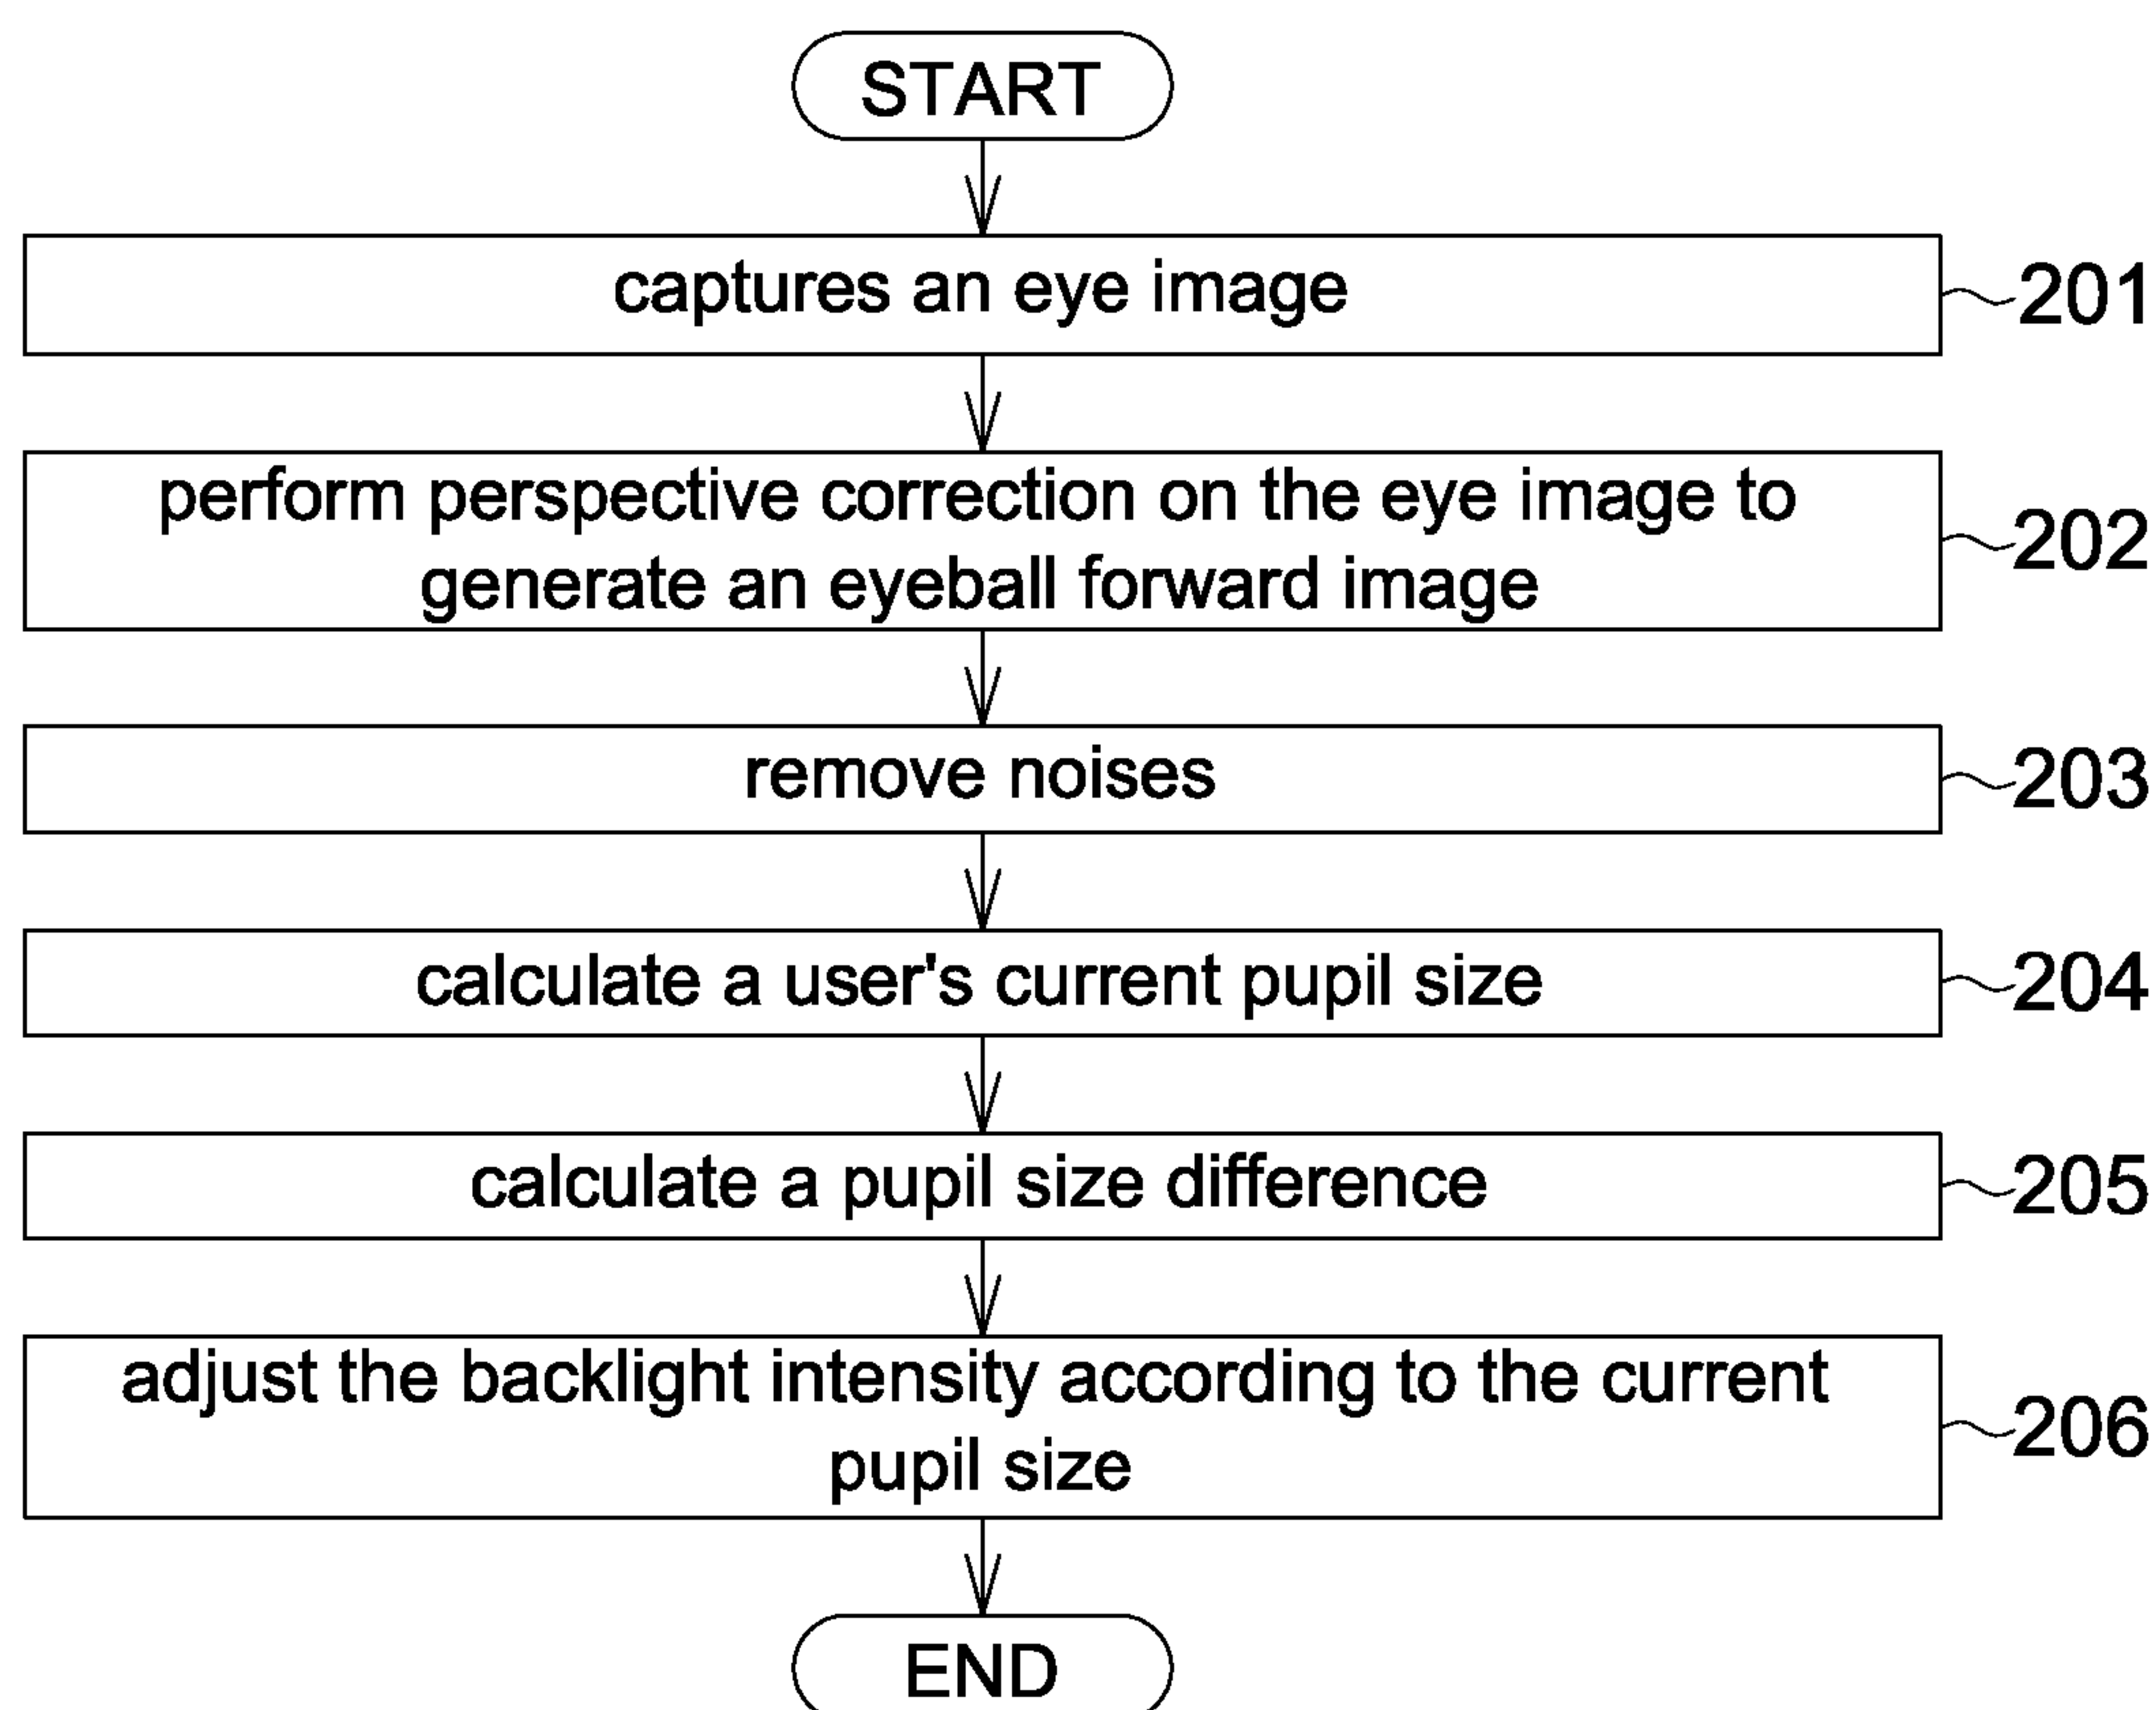 START
captures an eye image
201
perform perspective correction on the eye image to
generate an eyeball forward image
202
remove noises
203
calculate a user's current pupil size
204
calculate a pupil size difference
205
adjust the backlight intensity according to the current
pupil size
206
END